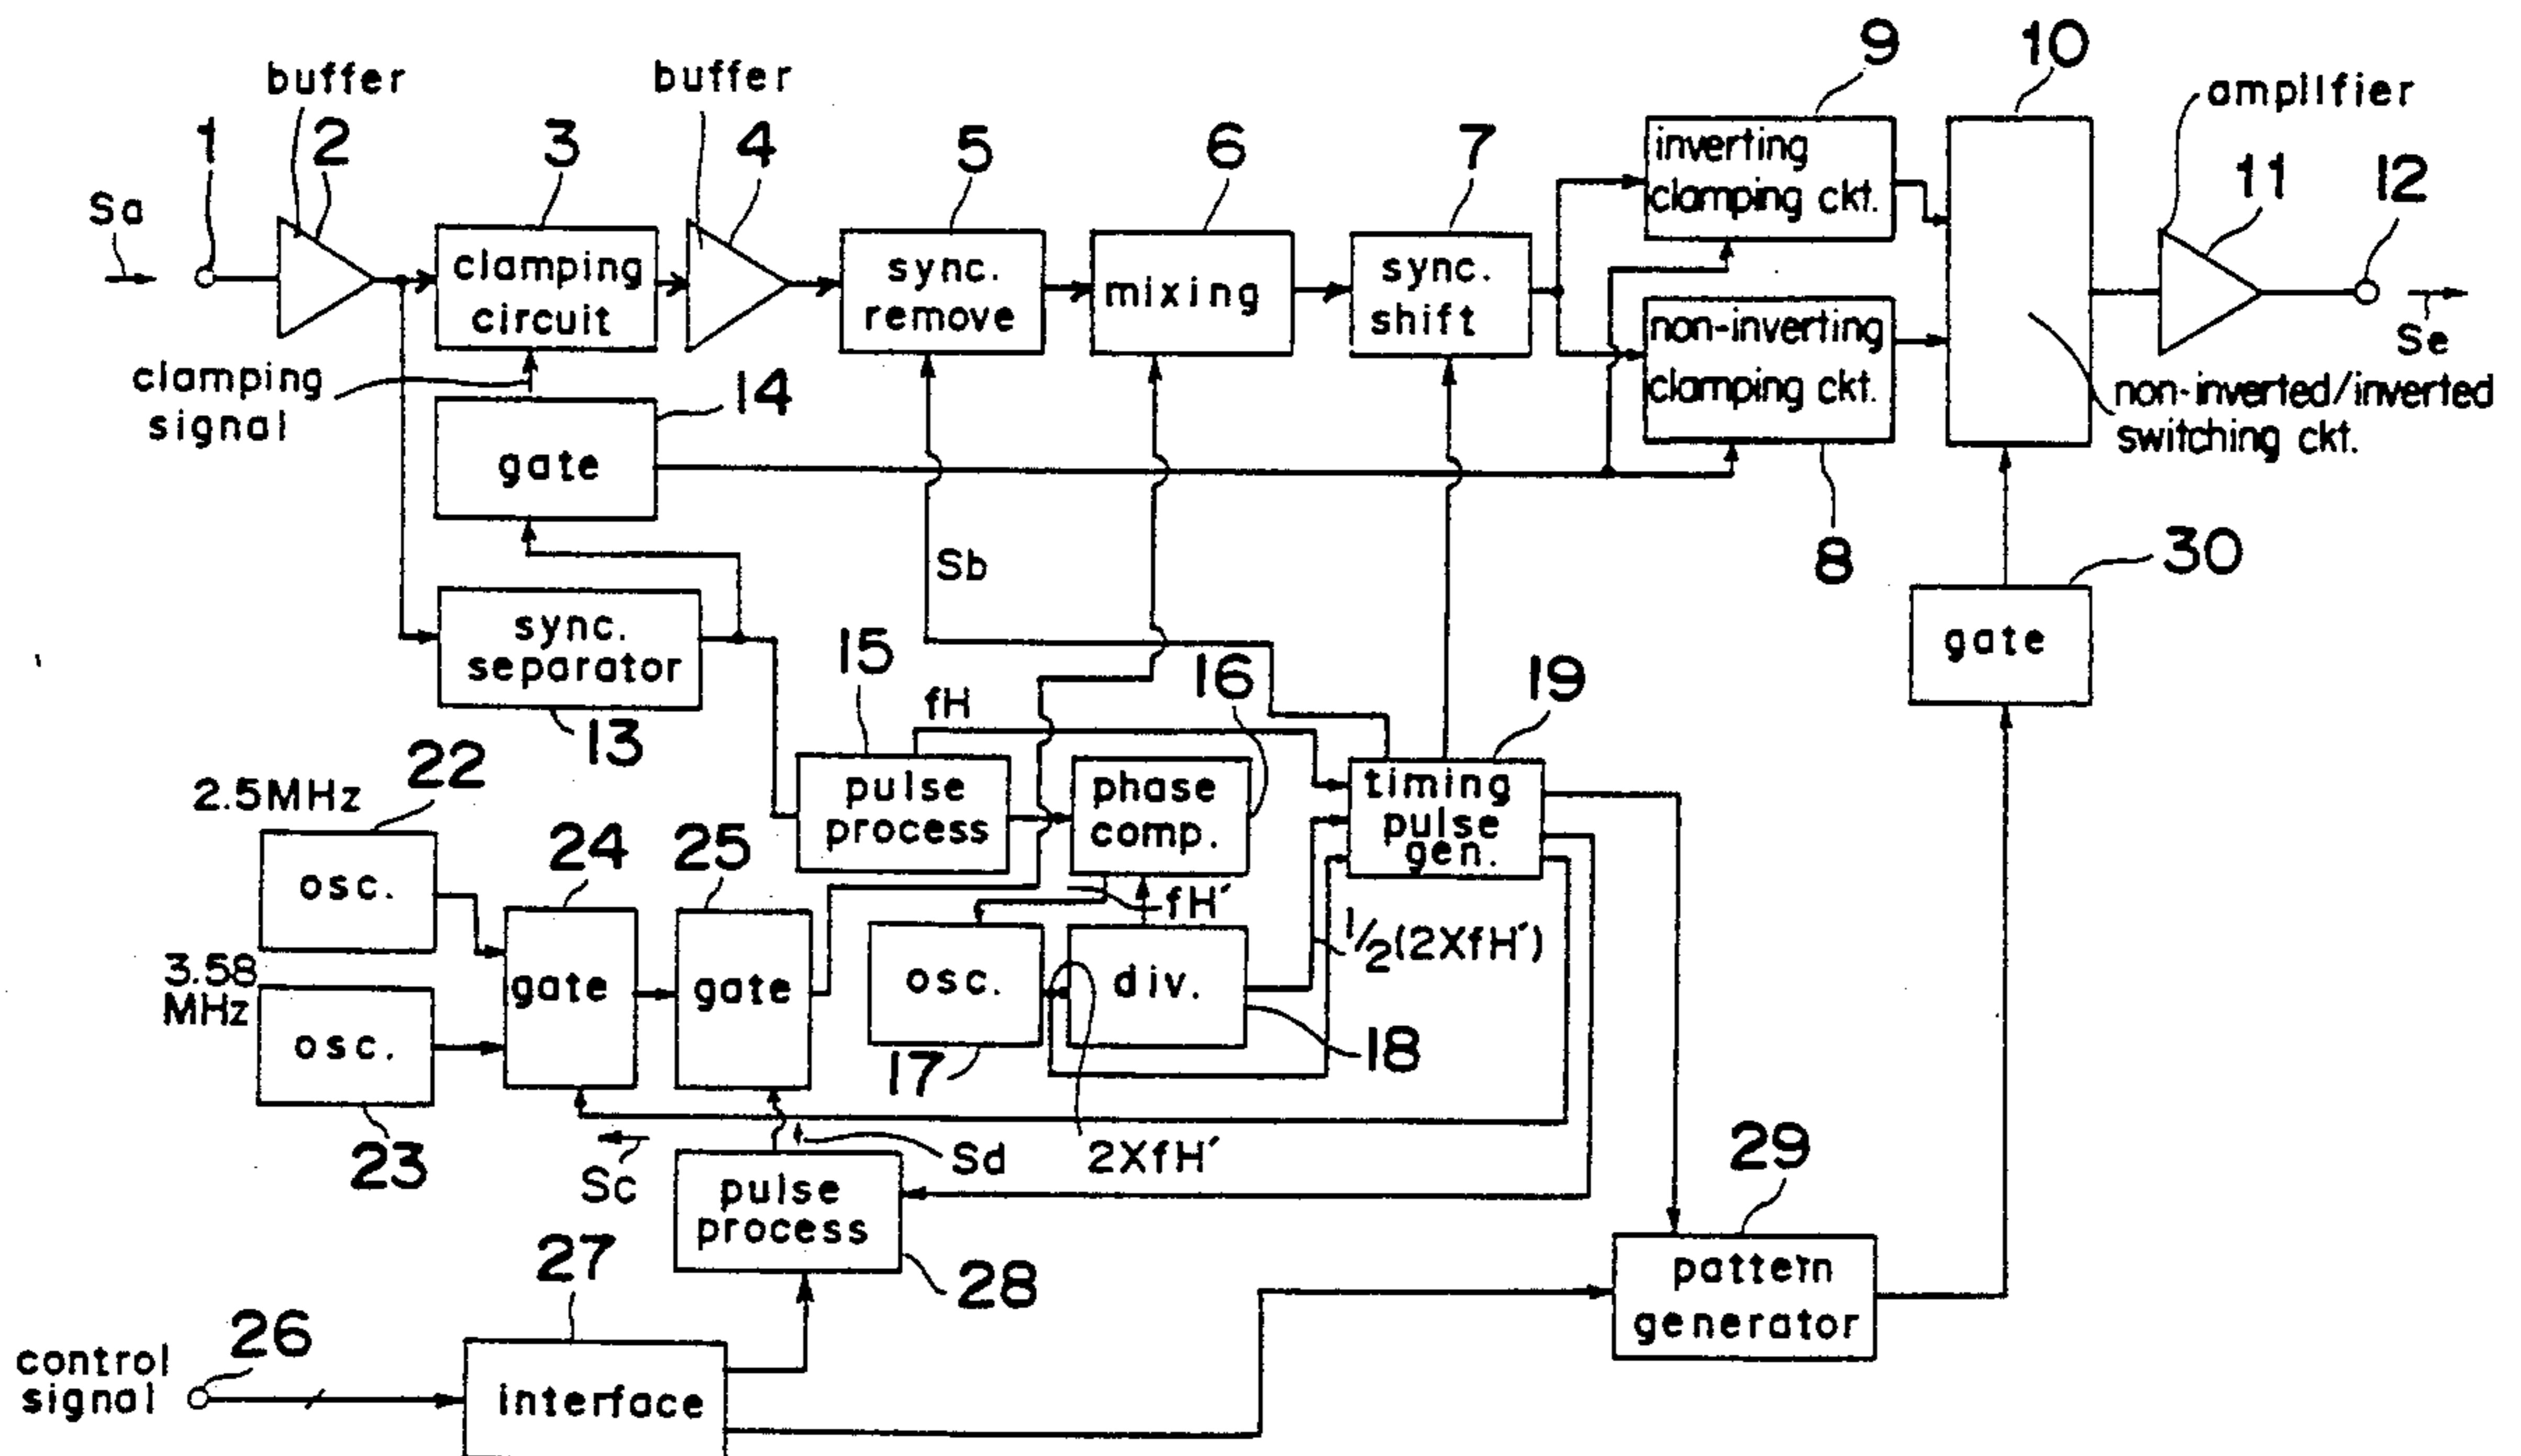 9
10
buffer
buffer
amplifier
1
2
3
4
5
6
7
inverting
clamping ckt.
11
12
Sa
clamping
circuit
sync.
remove
mixing
sync.
shift
non-inverting
clamping ckt.
Se
clamping
signal
14
non-inverted/inverted
switching ckt.
gate
8
30
Sb
sync.
separator
gate
13
15
16
19
fH
22
2.5MHz
pulse
process
phase
comp.
timing
pulse
gen.
24
25
osc.
fH′
1/2(2XfH′)
3.58
MHz
gate
gate
osc.
div.
osc.
17
18
23
Sc
Sd
2XfH′
29
pulse
process
27
28
pattern
generator
26
control
signal
interface